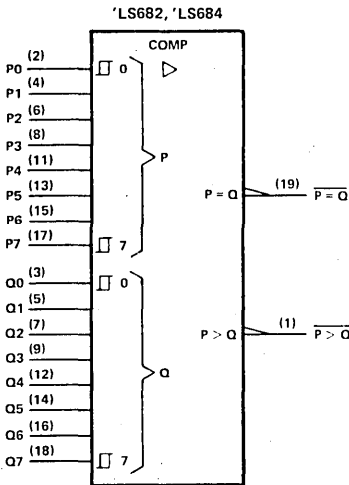 'LS682, 'LS684
COMP
P0 (2) 0
P1 (4)
P2 (6)
P3 (8)
P4 (11)
P5 (13)
P6 (15)
P7 (17) 7
P
Q0 (3) 0
Q1 (5)
Q2 (7)
Q3 (9)
Q4 (12)
Q5 (14)
Q6 (16)
Q7 (18) 7
Q
P = Q (19) P = Q
P > Q (1) P > Q